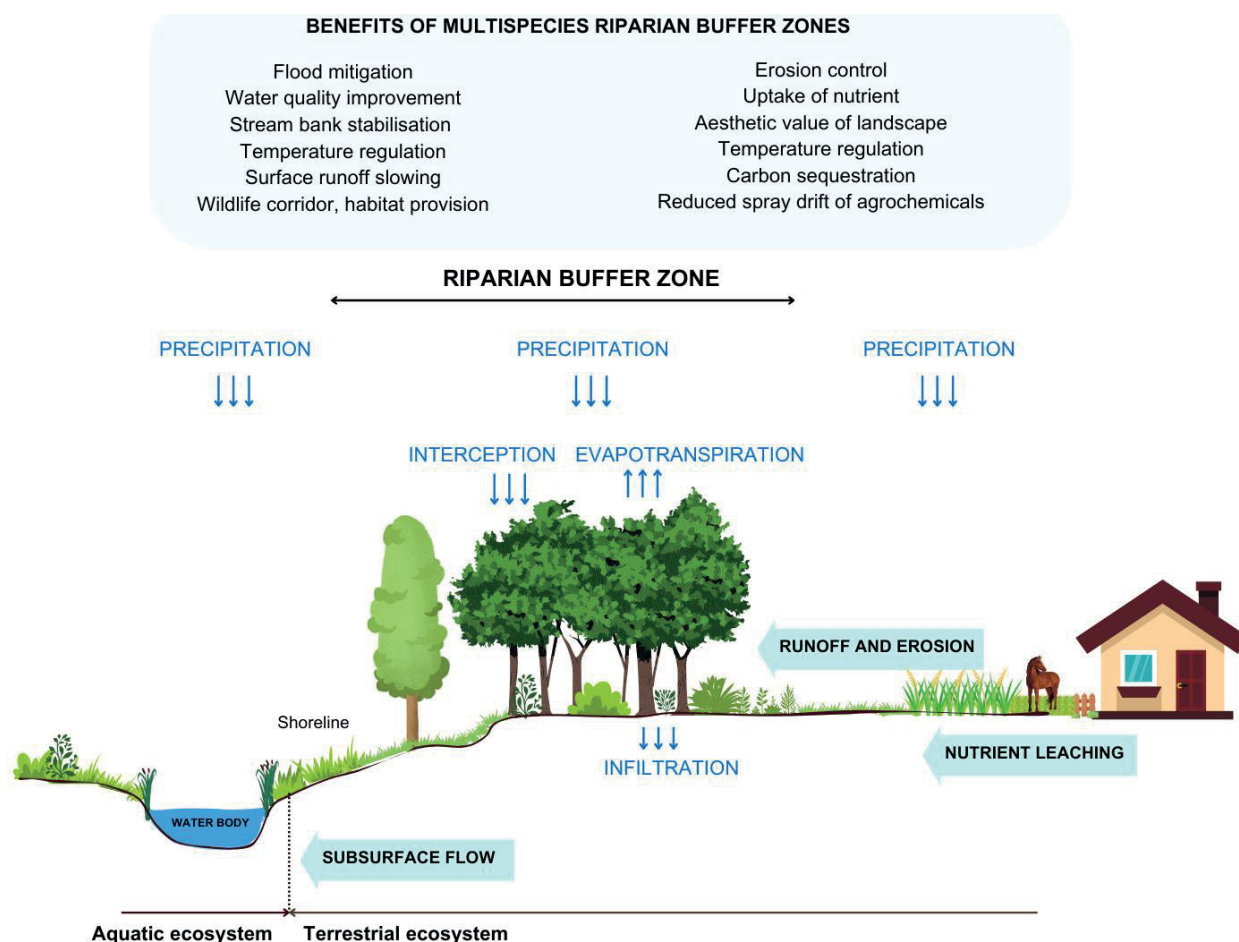 BENEFITS OF MULTISPECIES RIPARIAN BUFFER ZONES
Flood mitigation
Water quality improvement
Stream bank stabilisation
Temperature regulation
Surface runoff slowing
Wildlife corridor, habitat provision
Erosion control
Uptake of nutrient
Aesthetic value of landscape
Temperature regulation
Carbon sequestration
Reduced spray drift of agrochemicals
RIPARIAN BUFFER ZONE
PRECIPITATION
PRECIPITATION
PRECIPITATION
INTERCEPTION
EVAPOTRANSPIRATION
RUNOFF AND EROSION
Shoreline
NUTRIENT LEACHING
INFILTRATION
WATER BODY
SUBSURFACE FLOW
Aquatic ecosystem
Terrestrial ecosystem